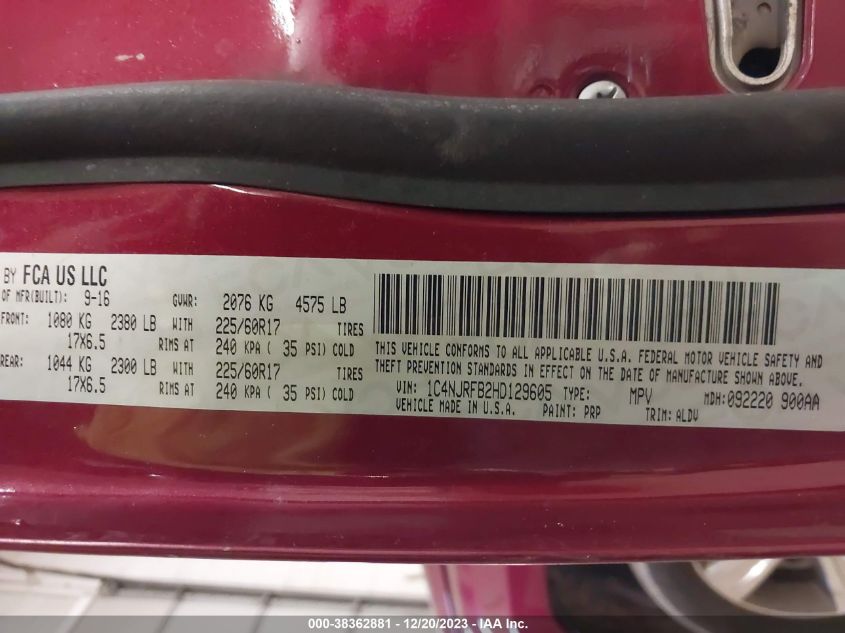 BY FCA US LLC
OF MFR(BUILT): 9-16 GVWR: 2076 KG 4575 LB
FRONT: 1080 KG 2380 LB WITH 225/60R17 TIRES
17X6.5 RIMS AT 240 KPA ( 35 PSI) COLD
REAR: 1044 KG 2300 LB WITH 225/60R17 TIRES
17X6.5 RIMS AT 240 KPA ( 35 PSI) COLD
THIS VEHICLE CONFORMS TO ALL APPLICABLE U.S.A. FEDERAL MOTOR VEHICLE SAFETY AND
THEFT PREVENTION STANDARDS IN EFFECT ON THE DATE OF MANUFACTURE SHOWN ABOVE.
VIN: 1C4NJRFB2HD129605 TYPE: MPV MDH:092220 900AA
VEHICLE MADE IN U.S.A. PAINT: PRP TRIM: ALDV
000-38362881 - 12/20/2023 - IAA Inc.